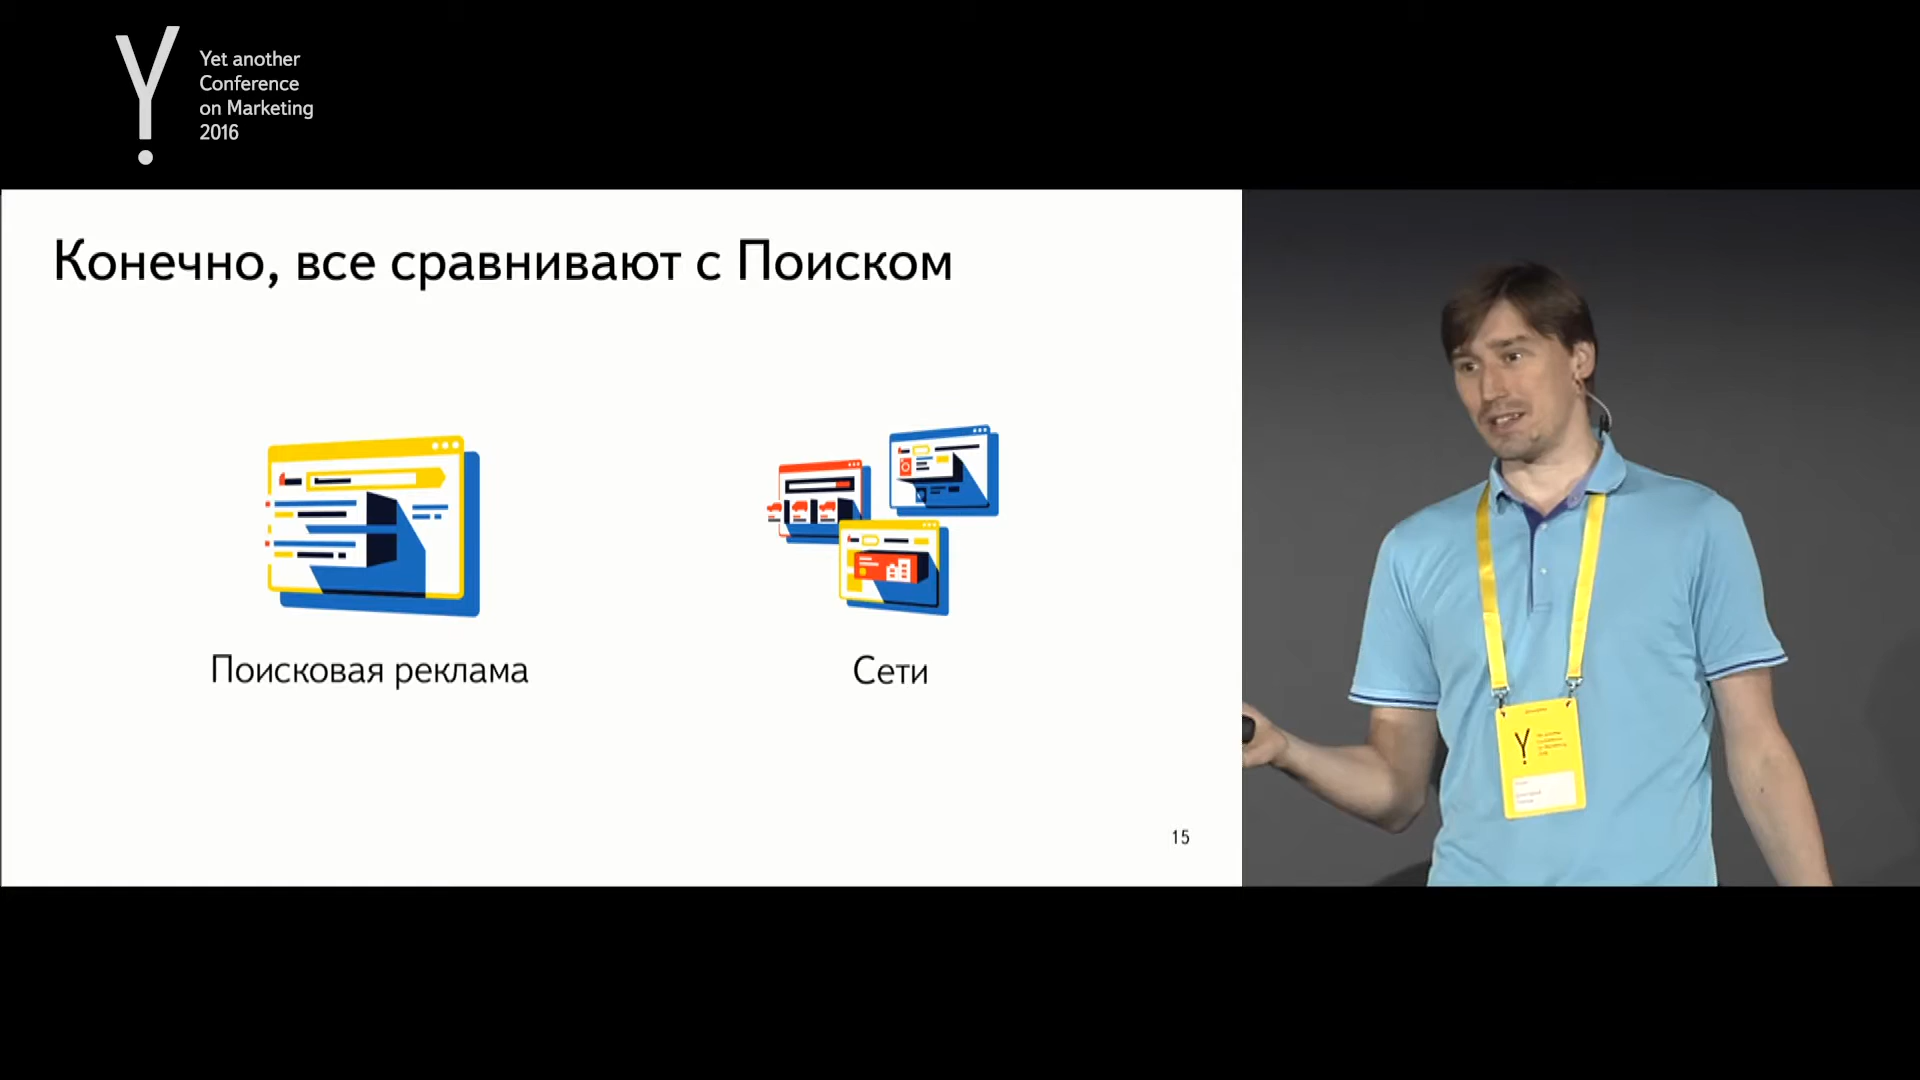 Yet another
Conference
on Marketing
2016
Конечно, все сравнивают с Поиском
Поисковая реклама
Сети
15